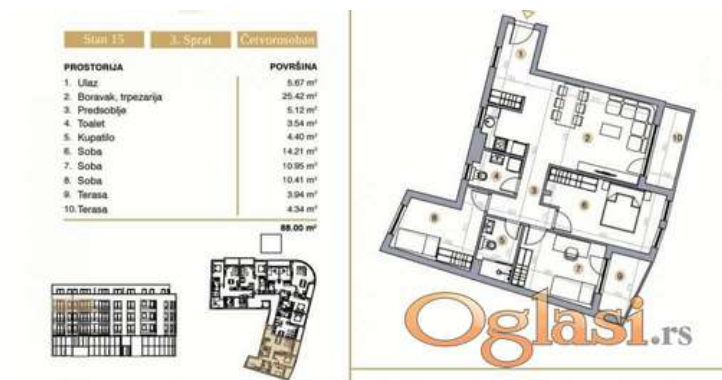 Stan 15 3. Sprat Četvorosoban
PROSTORIJA POVRŠINA
1. Ulaz 5.67 m²
2. Boravak, trpezarija 25.42 m²
3. Predsoblje 5.12 m²
4. Toalet 3.54 m²
5. Kupatilo 4.40 m²
6. Soba 14.21 m²
7. Soba 10.95 m²
8. Soba 10.41 m²
9. Terasa 3.94 m²
10. Terasa 4.34 m²
88.00 m²
1
2
10
4
3
6
8
5
7
9
Oglasi.rs